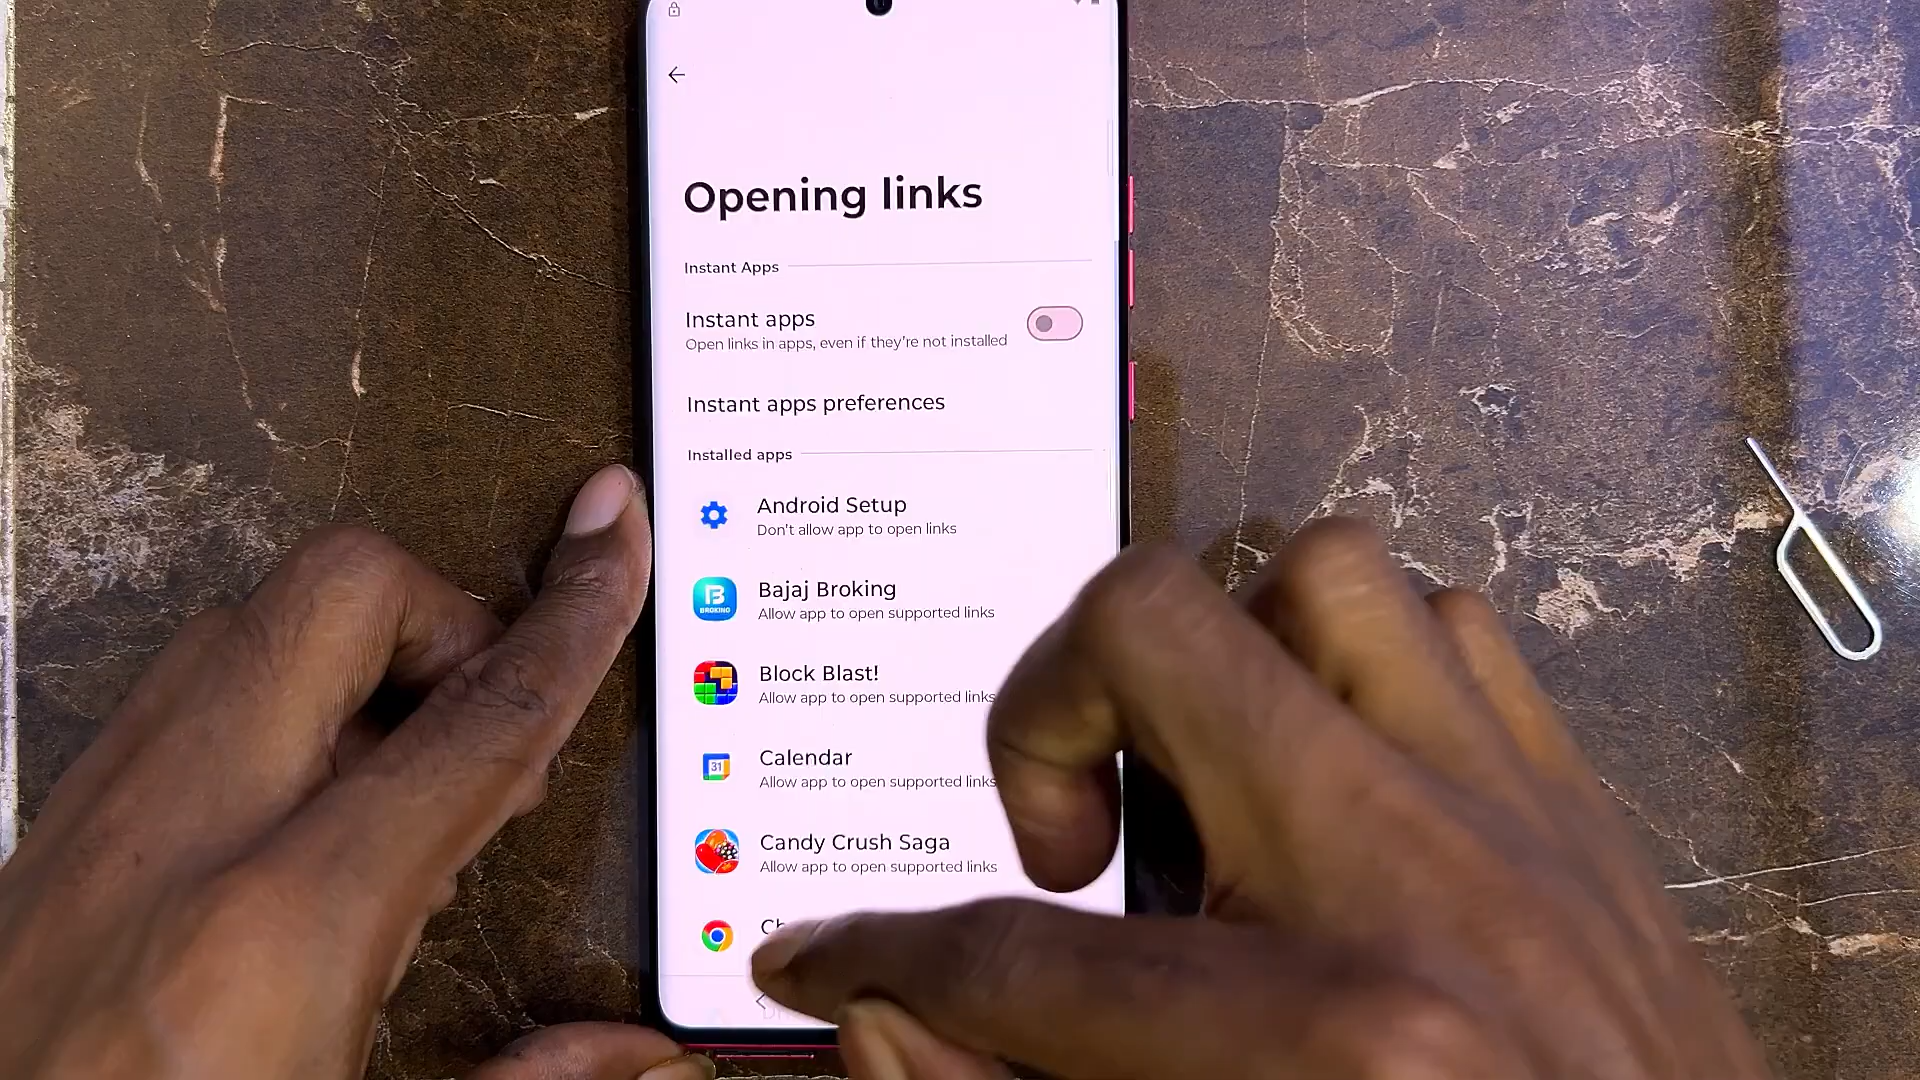 Opening links
Instant Apps
Instant apps
Open links in apps, even if they're not installed
Instant apps preferences
Installed apps
Android Setup
Don't allow app to open links
BROKING
Bajaj Broking
Allow app to open supported links
Block Blast!
Allow app to open supported links
31
Calendar
Allow app to open supported links
Candy Crush Saga
Allow app to open supported links